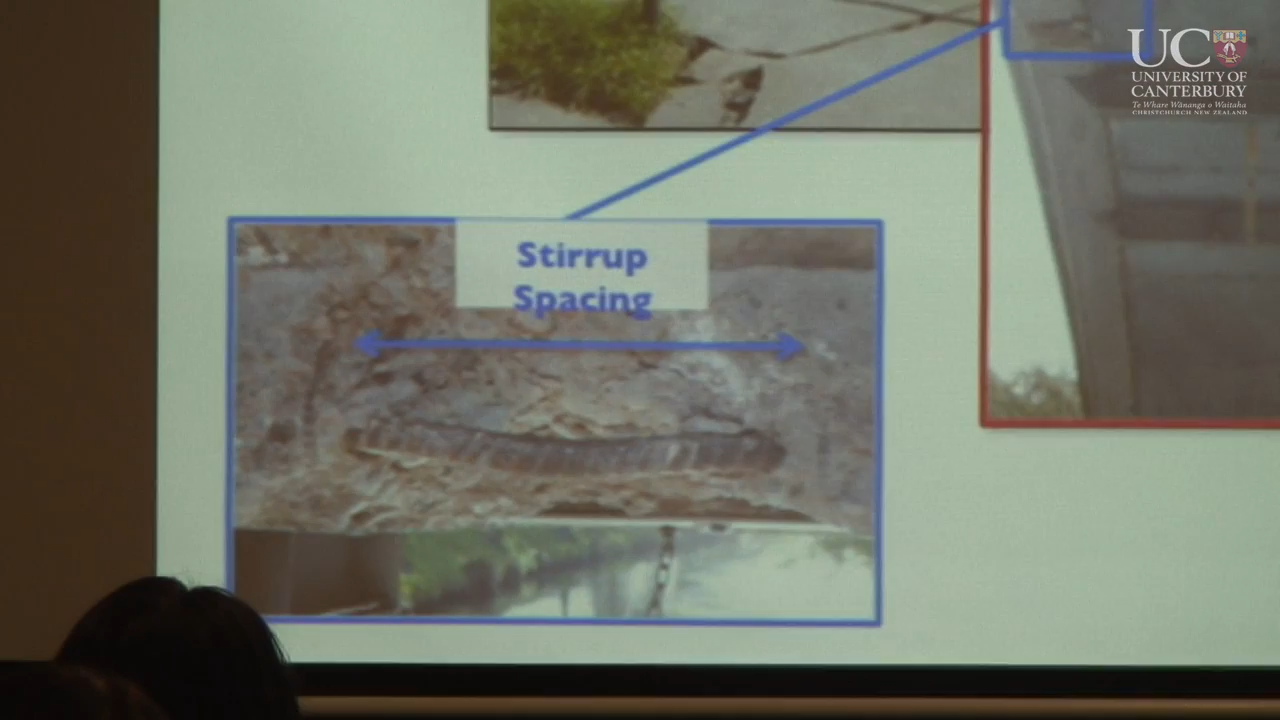 UC
UNIVERSITY OF
CANTERBURY
Te Whare Wānanga o Waitaha
CHRISTCHURCH NEW ZEALAND
Stirrup
Spacing